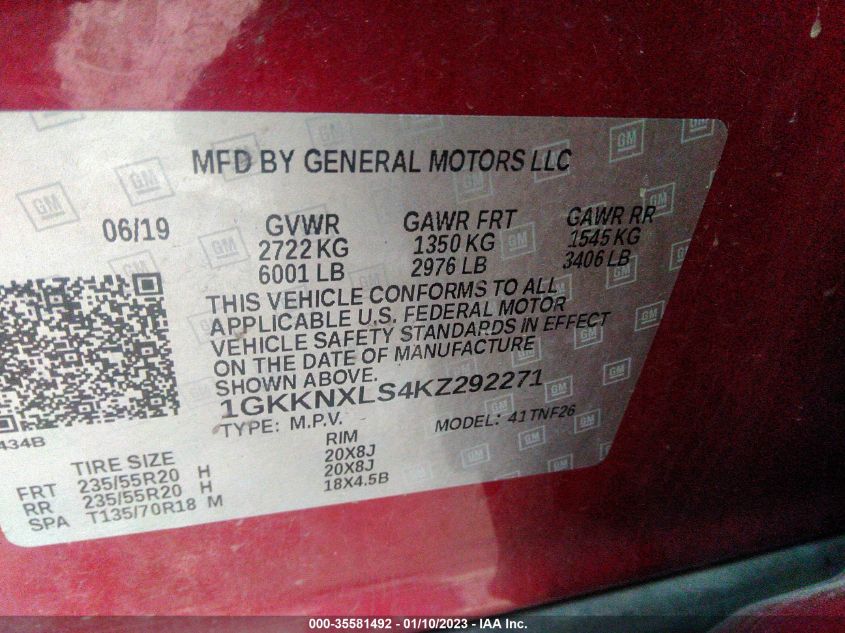 MFD BY GENERAL MOTORS LLC
06/19 GVWR GAWR FRT GAWR RR
2722 KG 1350 KG 1545 KG
6001 LB 2976 LB 3406 LB
THIS VEHICLE CONFORMS TO ALL
APPLICABLE U.S. FEDERAL MOTOR
VEHICLE SAFETY STANDARDS IN EFFECT
ON THE DATE OF MANUFACTURE
SHOWN ABOVE.
1GKKNXLS4KZ292271
TYPE: M.P.V. MODEL: 41TNF26
434B
TIRE SIZE RIM
FRT 235/55R20 H 20X8J
RR 235/55R20 H 20X8J
SPA T135/70R18 M 18X4.5B
GM
000-35581492 - 01/10/2023 - IAA Inc.